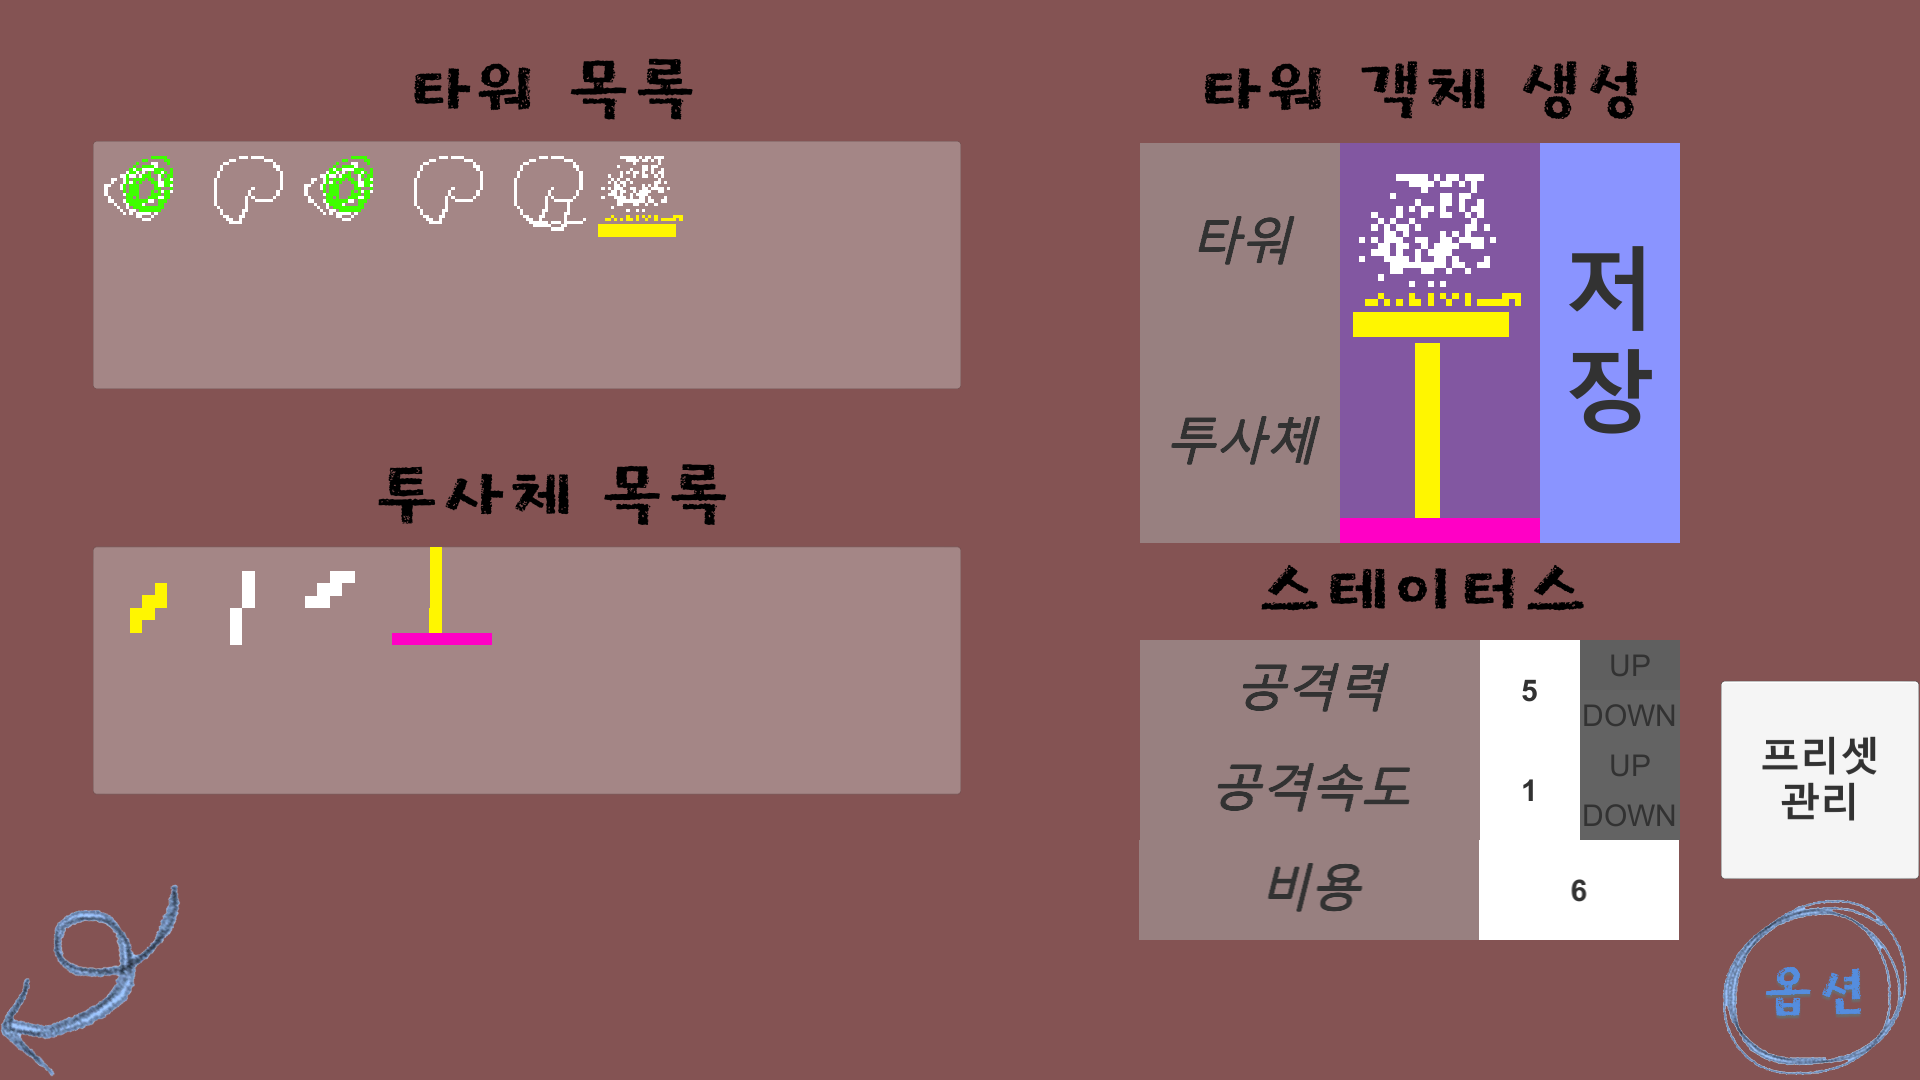 타워 목록
투사체 목록
타워 객체 생성
타워
투사체
저
장
스테이터스
공격력
5
UP
DOWN
공격속도
1
UP
DOWN
비용
6
프리셋
관리
옵션